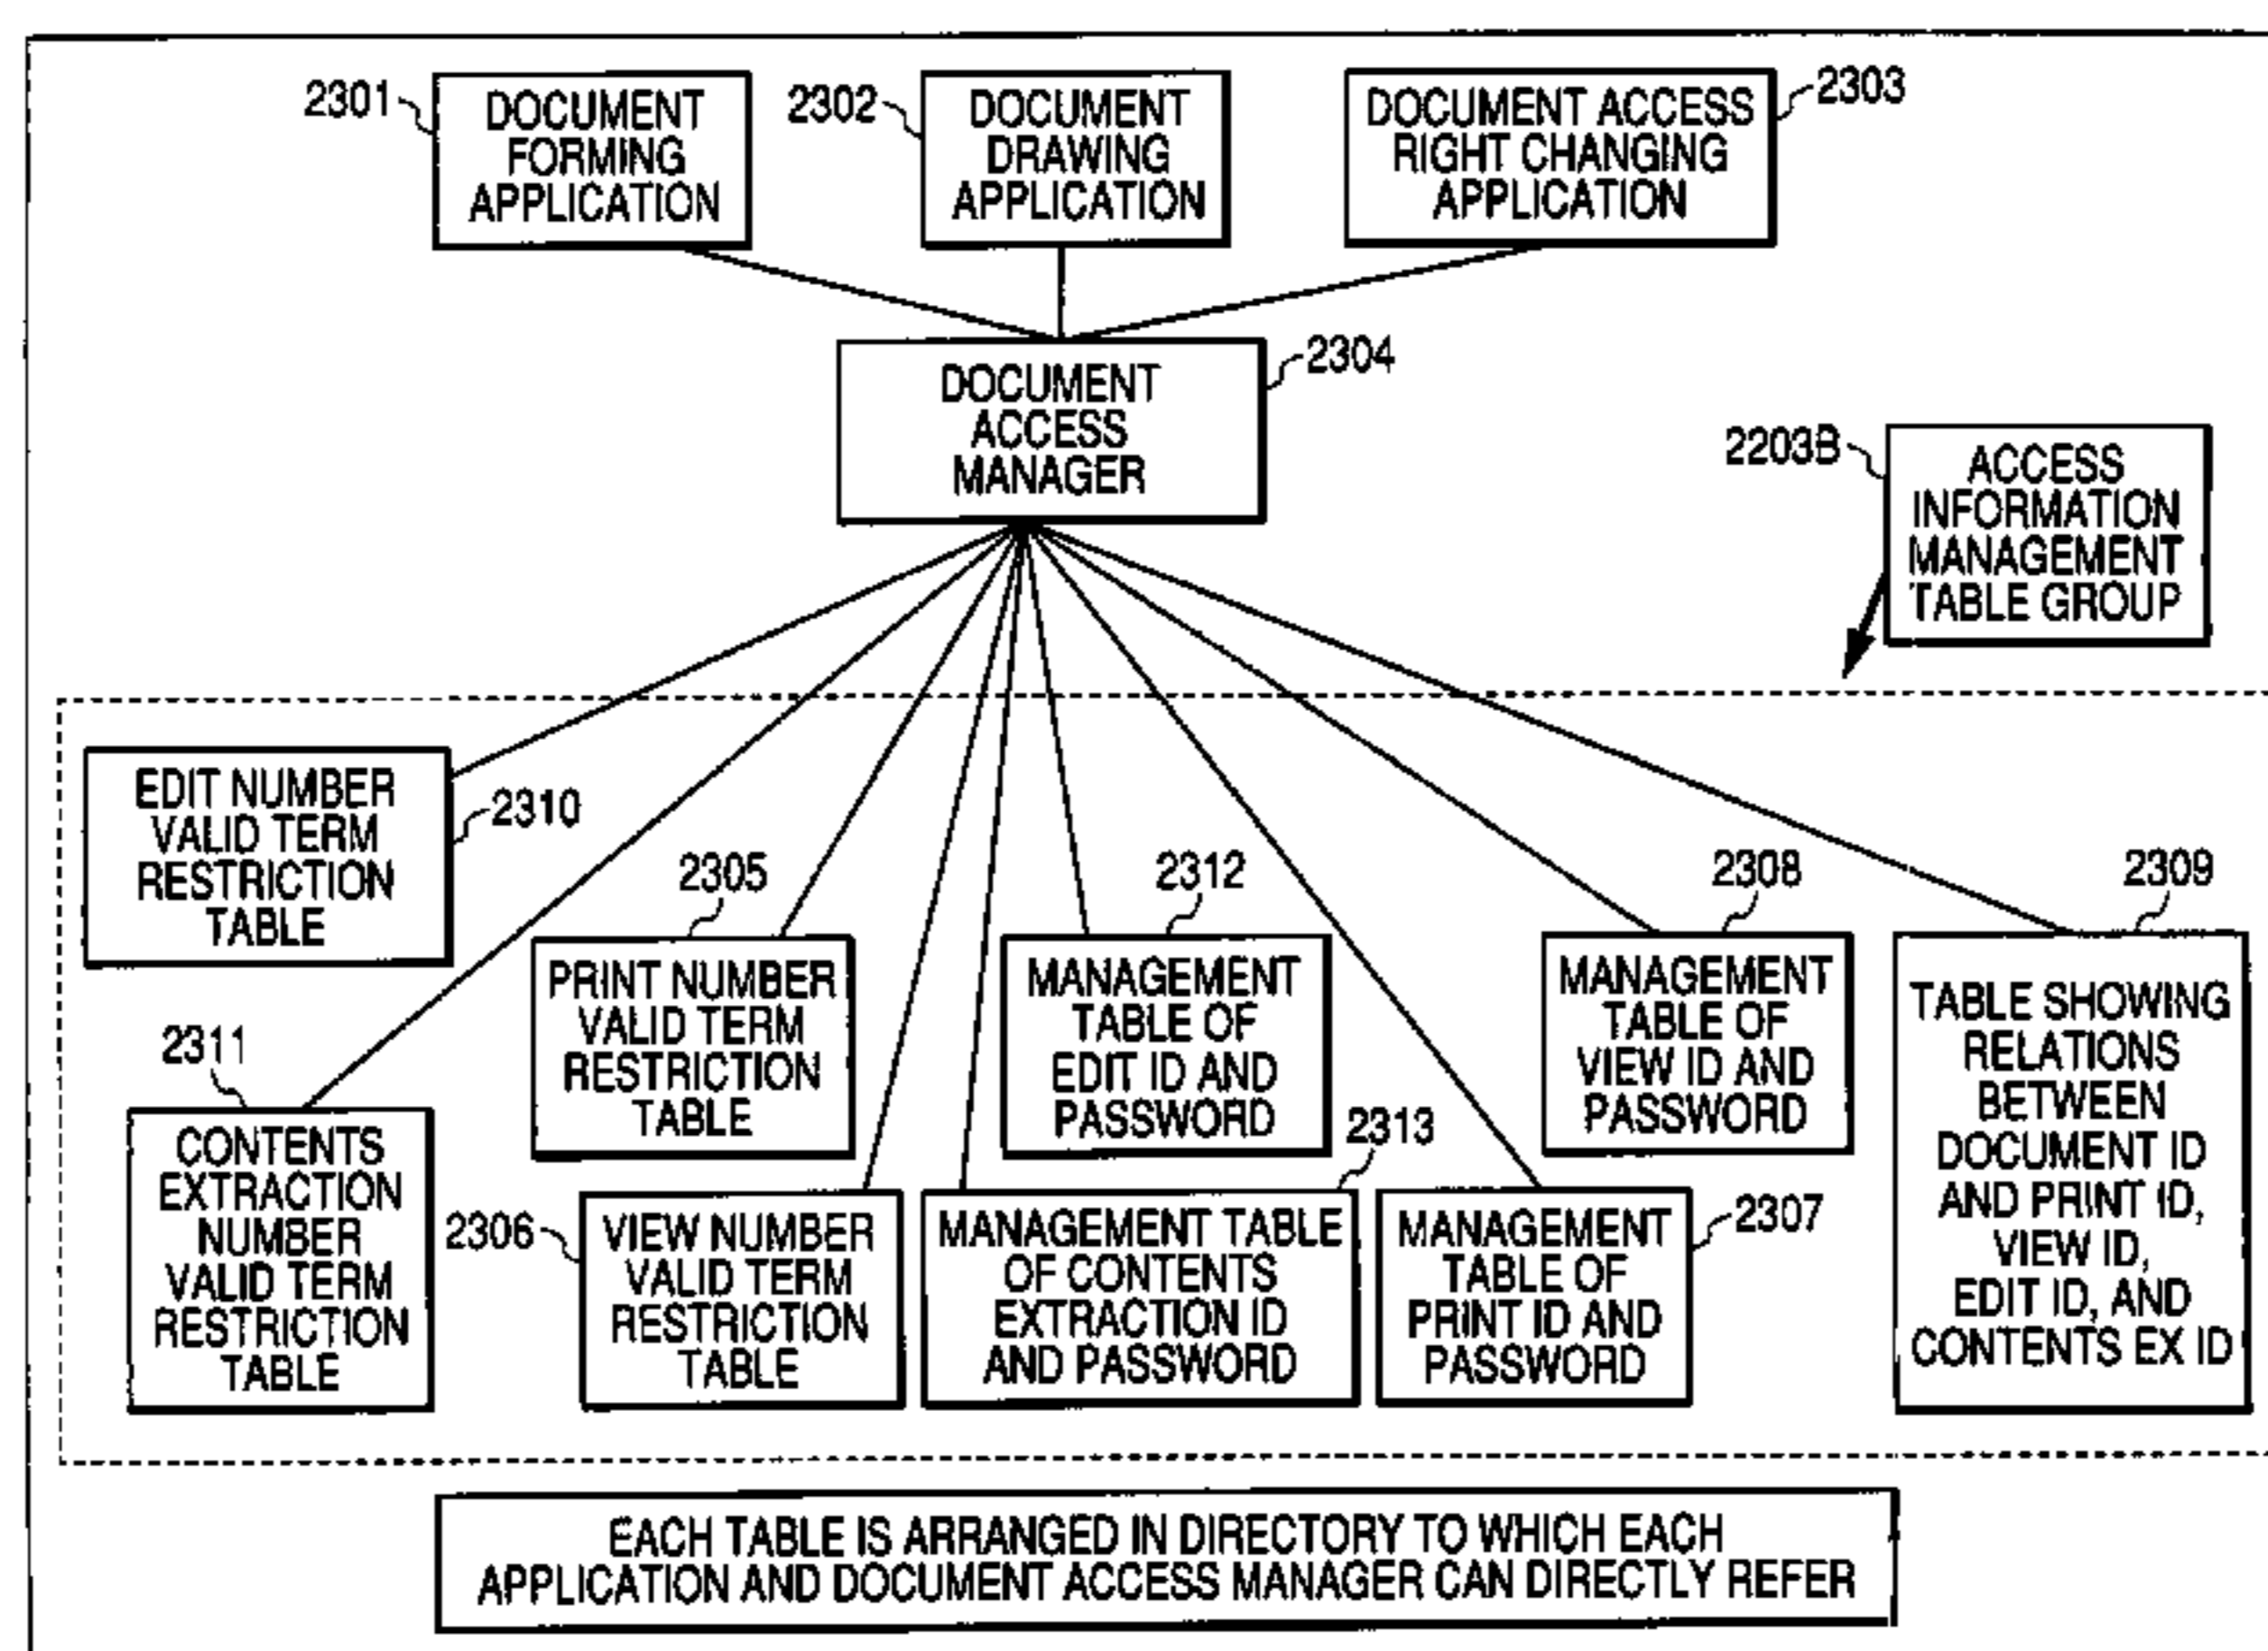 2301
DOCUMENT
FORMING
APPLICATION
2302
DOCUMENT
DRAWING
APPLICATION
2303
DOCUMENT ACCESS
RIGHT CHANGING
APPLICATION
2304
DOCUMENT
ACCESS
MANAGER
2203B
ACCESS
INFORMATION
MANAGEMENT
TABLE GROUP
EDIT NUMBER
VALID TERM
RESTRICTION
TABLE
2310
2305
PRINT NUMBER
VALID TERM
RESTRICTION
TABLE
2312
MANAGEMENT
TABLE OF
EDIT ID AND
PASSWORD
2308
MANAGEMENT
TABLE OF
VIEW ID AND
PASSWORD
2309
TABLE SHOWING
RELATIONS
BETWEEN
DOCUMENT ID
AND PRINT ID,
VIEW ID,
EDIT ID, AND
CONTENTS EX ID
2311
CONTENTS
EXTRACTION
NUMBER
VALID TERM
RESTRICTION
TABLE
2306
VIEW NUMBER
VALID TERM
RESTRICTION
TABLE
2313
MANAGEMENT TABLE
OF CONTENTS
EXTRACTION ID
AND PASSWORD
2307
MANAGEMENT
TABLE OF
PRINT ID AND
PASSWORD
EACH TABLE IS ARRANGED IN DIRECTORY TO WHICH EACH
APPLICATION AND DOCUMENT ACCESS MANAGER CAN DIRECTLY REFER